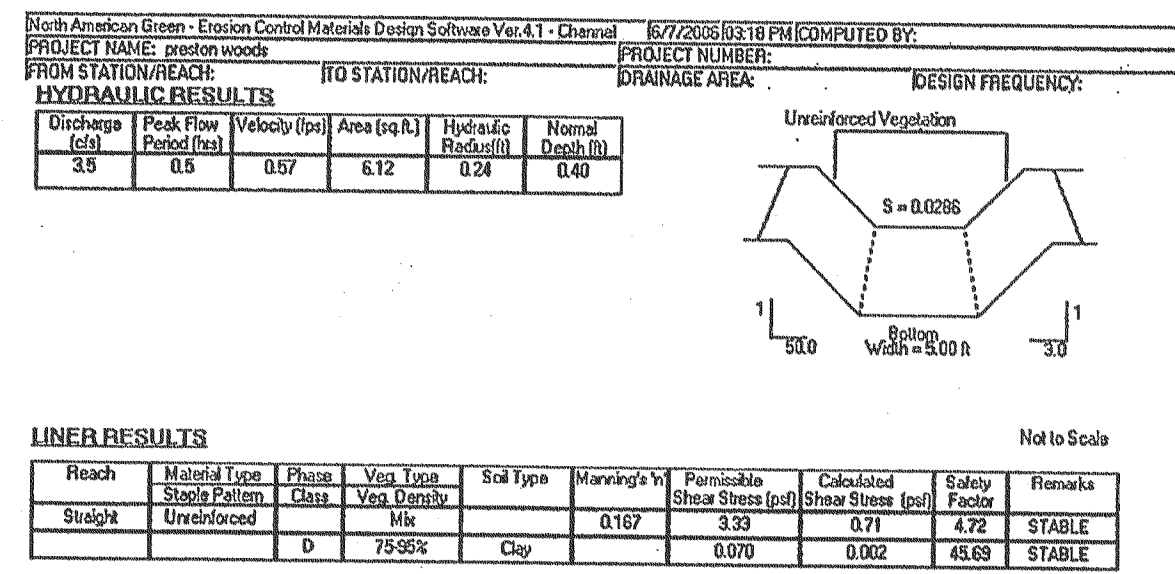 North American Green - Erosion Control Materials Design Software Ver.4.1 - Channel 6/7/2006 03:18 PM COMPUTED BY:
PROJECT NAME: preston woods PROJECT NUMBER:
FROM STATION/REACH: TO STATION/REACH: DRAINAGE AREA: DESIGN FREQUENCY:
HYDRAULIC RESULTS
Discharge (cfs) Peak Flow Period (hrs) Velocity (fps) Area (sq.ft.) Hydraulic Radius(ft) Normal Depth (ft)
3.5 0.5 0.57 6.12 0.24 0.40
Unreinforced Vegetation
S = 0.0286
1 50.0 Bottom Width = 5.00 ft 1 3.0
LINER RESULTS
Not to Scale
Reach Material Type Phase Veg. Type Soil Type Manning's 'n' Permissible Shear Stress (psf) Calculated Shear Stress (psf) Safety Factor Remarks
Staple Pattern Class Veg. Density
Straight Unreinforced Mix 0.167 3.33 0.71 4.72 STABLE
D 75-95% Clay 0.070 0.002 45.69 STABLE